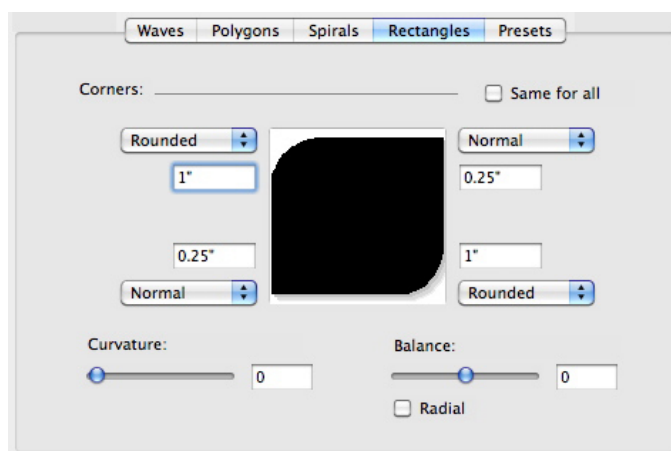 Waves Polygons Spirals Rectangles Presets
Corners: Same for all
Rounded Normal
1" 0.25"
0.25" 1"
Normal Rounded
Curvature: Balance:
0 0
Radial